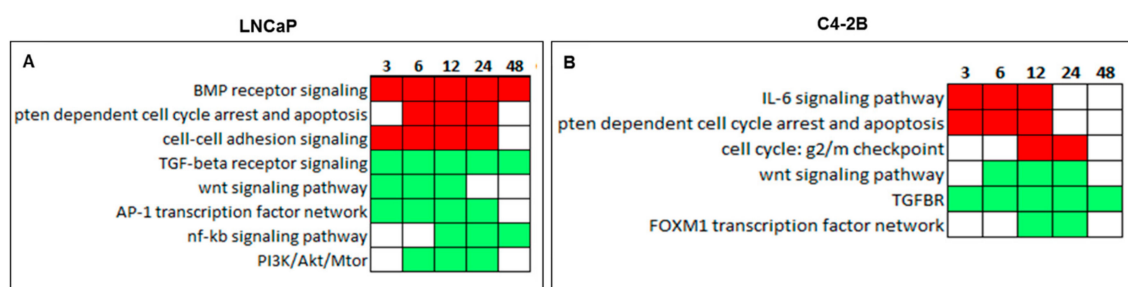 LNCaP
C4-2B
A
3 6 12 24 48
BMP receptor signaling
pten dependent cell cycle arrest and apoptosis
cell-cell adhesion signaling
TGF-beta receptor signaling
wnt signaling pathway
AP-1 transcription factor network
nf-kb signaling pathway
PI3K/Akt/Mtor
B
3 6 12 24 48
IL-6 signaling pathway
pten dependent cell cycle arrest and apoptosis
cell cycle: g2/m checkpoint
wnt signaling pathway
TGFBR
FOXM1 transcription factor network